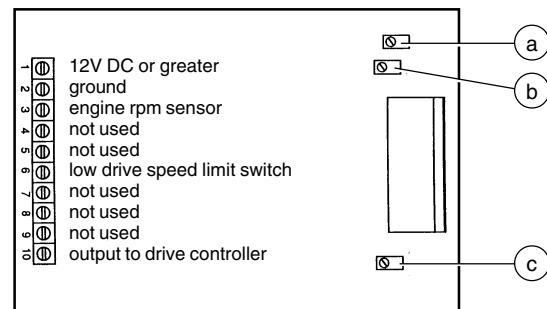 1 12V DC or greater
2 ground
3 engine rpm sensor
4 not used
5 not used
6 low drive speed limit switch
7 not used
8 not used
9 not used
10 output to drive controller
a
b
c